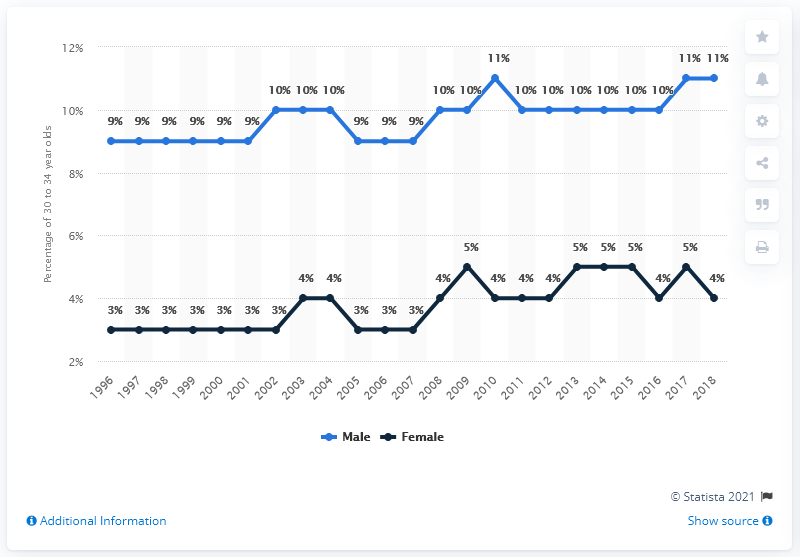 12%
10%
8%
6%
4%
2%
Percentage of 30 to 34 year olds
9% 9% 9% 9% 9% 9% 10% 10% 10% 9% 9% 9% 10% 10% 11% 10% 10% 10% 10% 10% 10% 11% 11%
3% 3% 3% 3% 3% 3% 3% 4% 4% 3% 3% 3% 4% 5% 4% 4% 4% 5% 5% 5% 4% 5% 4%
1996 1997 1998 1999 2000 2001 2002 2003 2004 2005 2006 2007 2008 2009 2010 2011 2012 2013 2014 2015 2016 2017 2018
Male Female
© Statista 2021
Additional Information
Show source